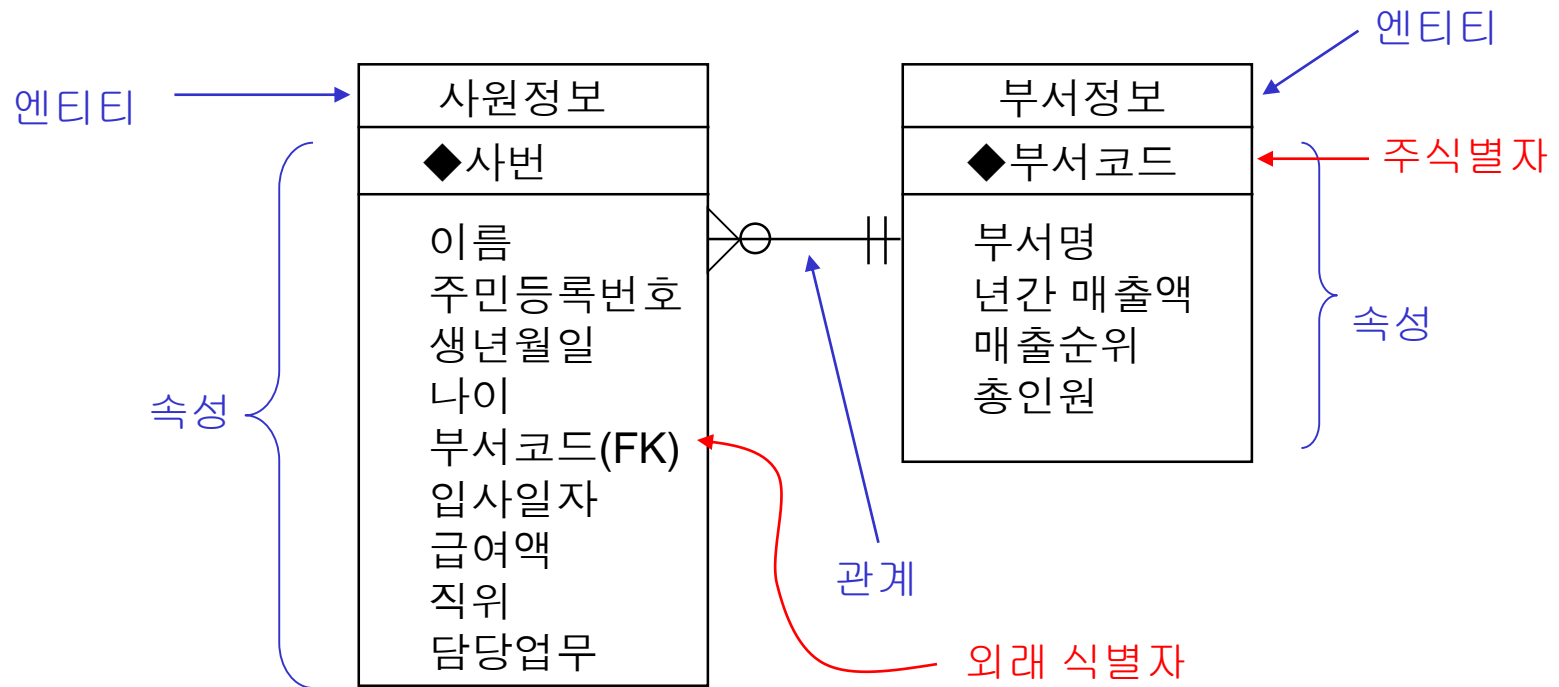 엔티티
엔티티
사원정보
◆사번
이름
주민등록번호
생년월일
나이
부서코드(FK)
입사일자
급여액
직위
담당업무
속성
부서정보
◆부서코드
부서명
년간 매출액
매출순위
총인원
주식별자
속성
관계
외래 식별자